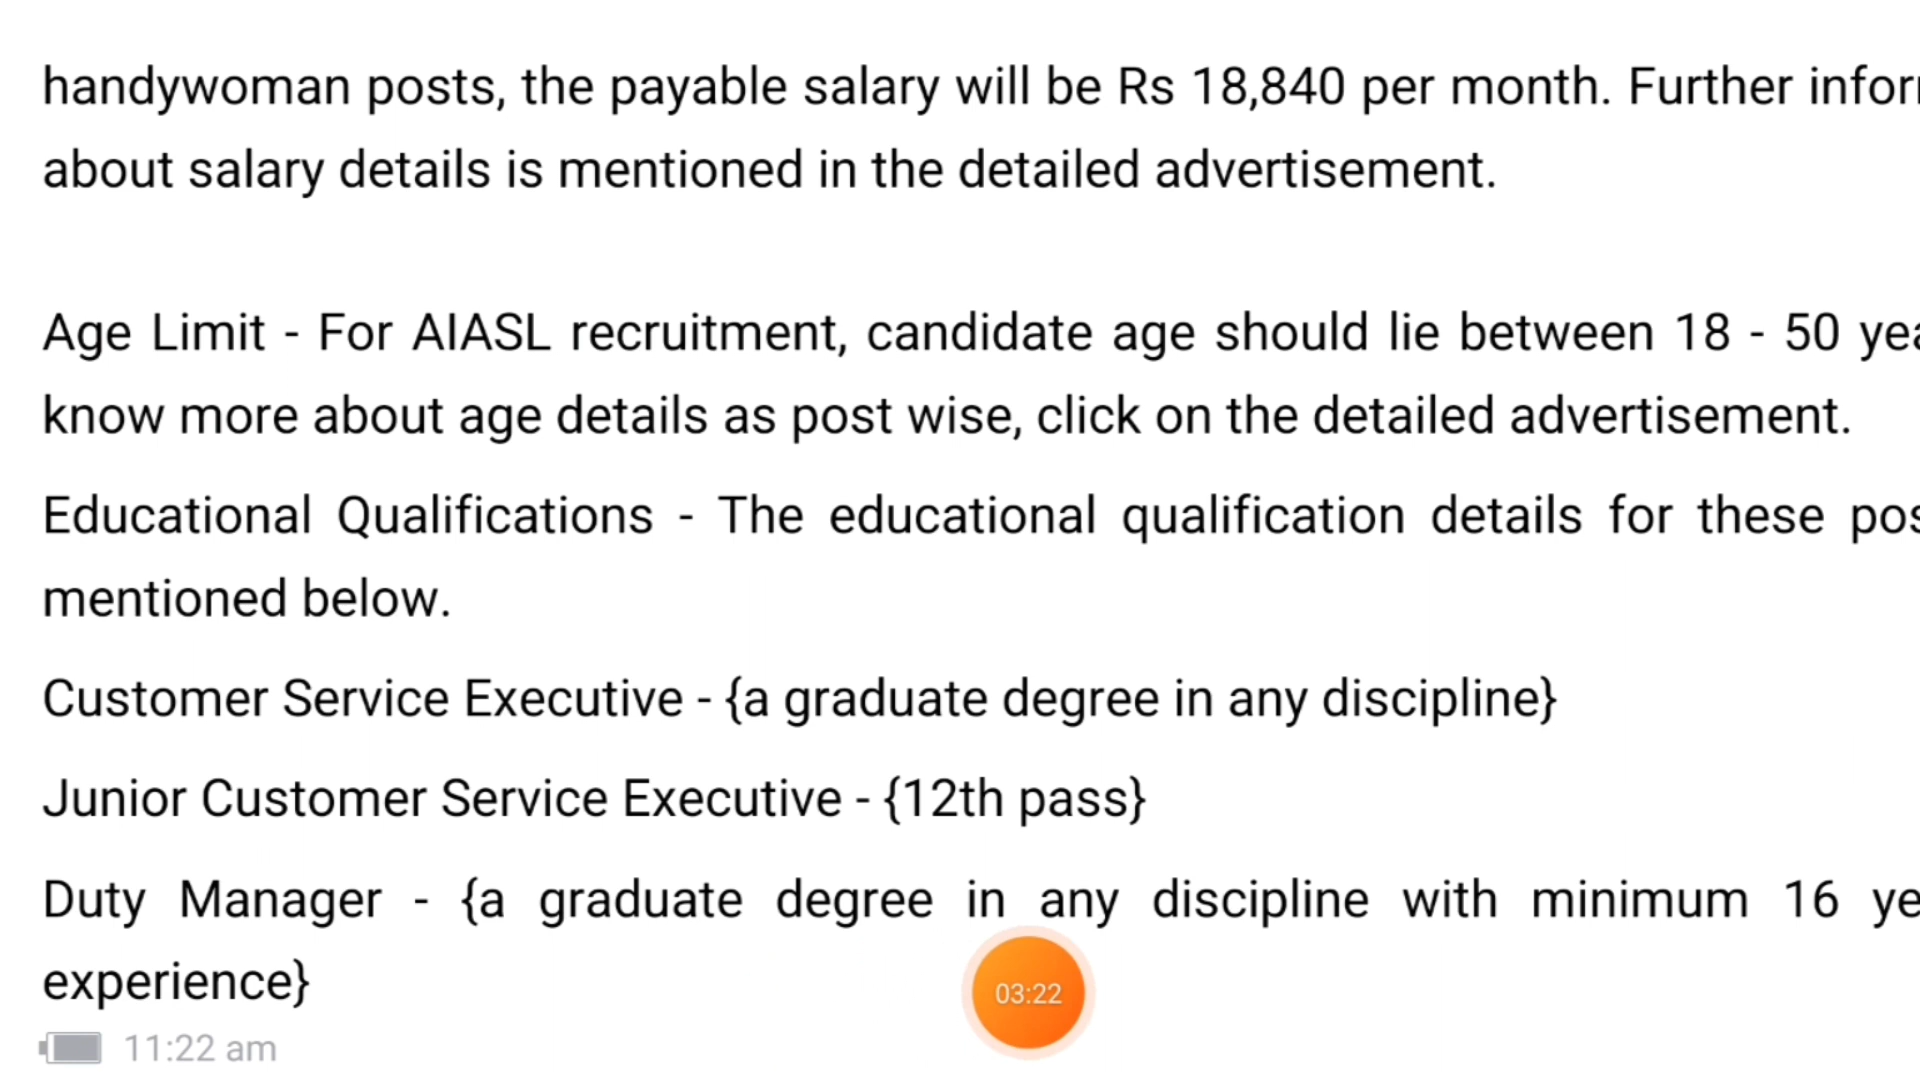 handywoman posts, the payable salary will be Rs 18,840 per month. Further
about salary details is mentioned in the detailed advertisement.
Age Limit - For AIASL recruitment, candidate age should lie between 18 - 50
know more about age details as post wise, click on the detailed advertisement.
Educational Qualifications - The educational qualification details for these
mentioned below.
Customer Service Executive - {a graduate degree in any discipline}
Junior Customer Service Executive - {12th pass}
Duty Manager - {a graduate degree in any discipline with minimum 16
experience}
03:22
11:22 am